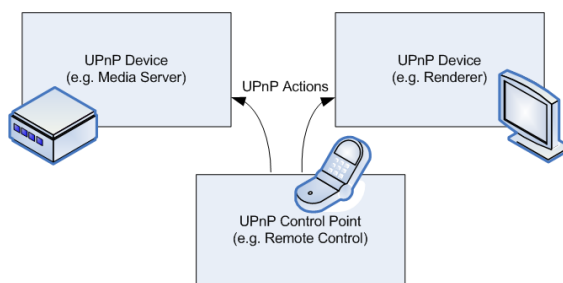 UPnP Device
(e.g. Media Server)
UPnP Actions
UPnP Device
(e.g. Renderer)
UPnP Control Point
(e.g. Remote Control)